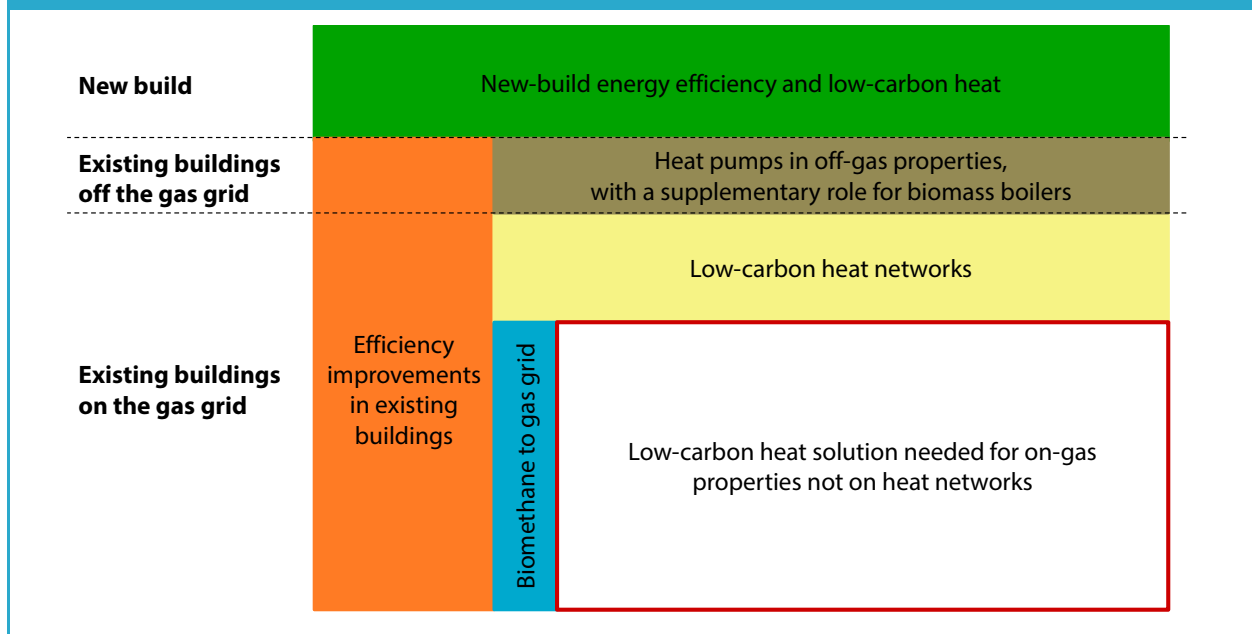 New build
New-build energy efficiency and low-carbon heat
Existing buildings
off the gas grid
Heat pumps in off-gas properties,
with a supplementary role for biomass boilers
Low-carbon heat networks
Existing buildings
on the gas grid
Efficiency
improvements
in existing
buildings
Biomethane to gas grid
Low-carbon heat solution needed for on-gas
properties not on heat networks